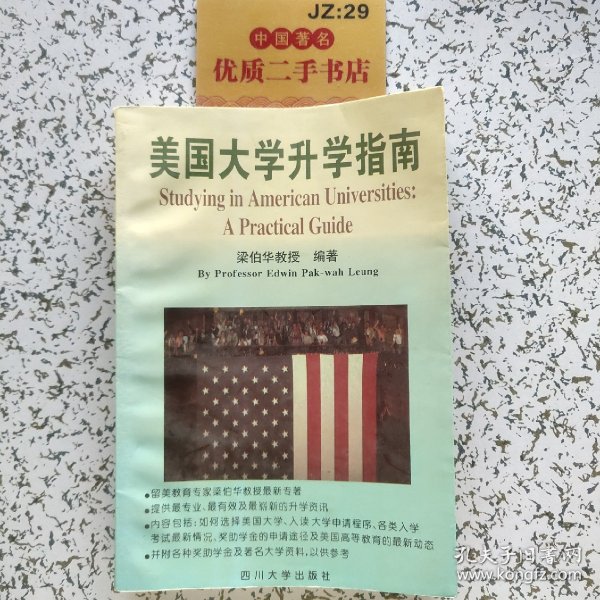 JZ:29
中国著名
优质二手书店
美国大学升学指南
Studying in American Universities:
A Practical Guide
梁伯华教授 编著
By Professor Edwin Pak-wah Leung
•留美教育专家梁伯华教授最新专著
•提供最专业、最有效及最崭新的升学资讯
•内容包括:如何选择美国大学、入读大学申请程序、各类入学
考试最新情况、奖助学金的申请途径及美国高等教育的最新动态
•并附各种奖助学金及著名大学资料,以供参考
四川大学出版社
孔夫子旧书网
kongfz.com